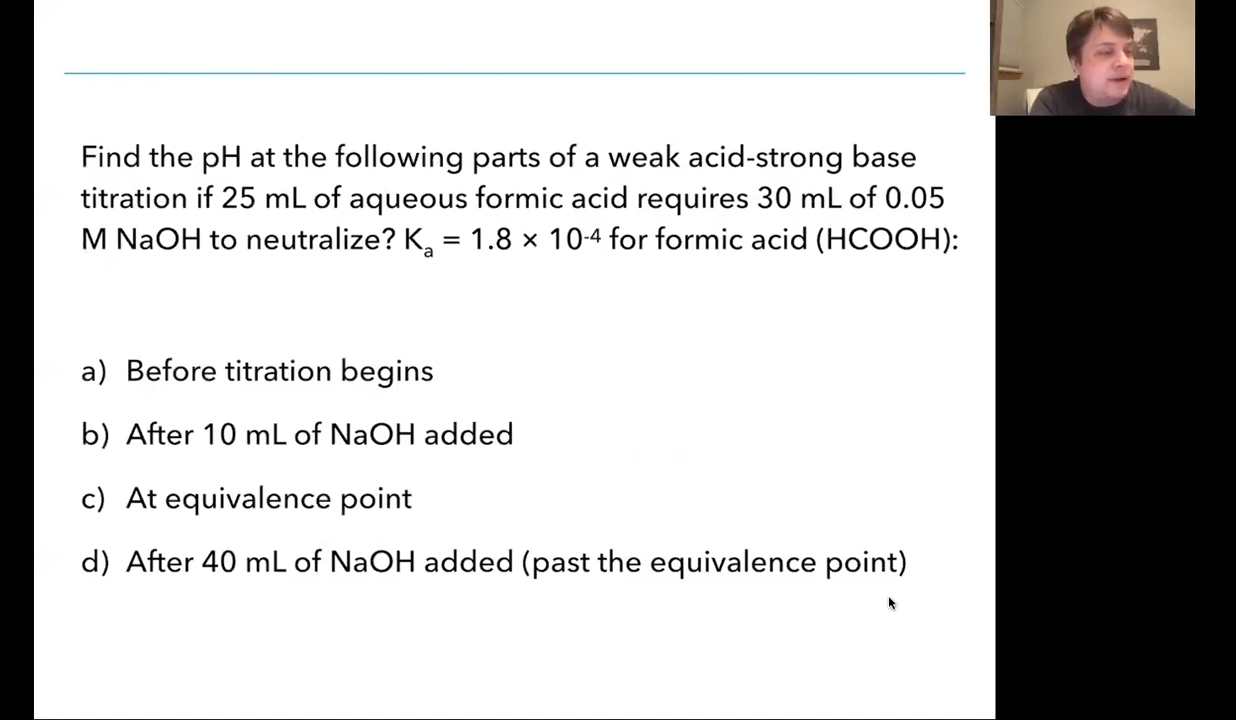 Find the pH at the following parts of a weak acid-strong base
titration if 25 mL of aqueous formic acid requires 30 mL of 0.05
M NaOH to neutralize? Kₐ = 1.8 × 10⁻⁴ for formic acid (HCOOH):
a) Before titration begins
b) After 10 mL of NaOH added
c) At equivalence point
d) After 40 mL of NaOH added (past the equivalence point)